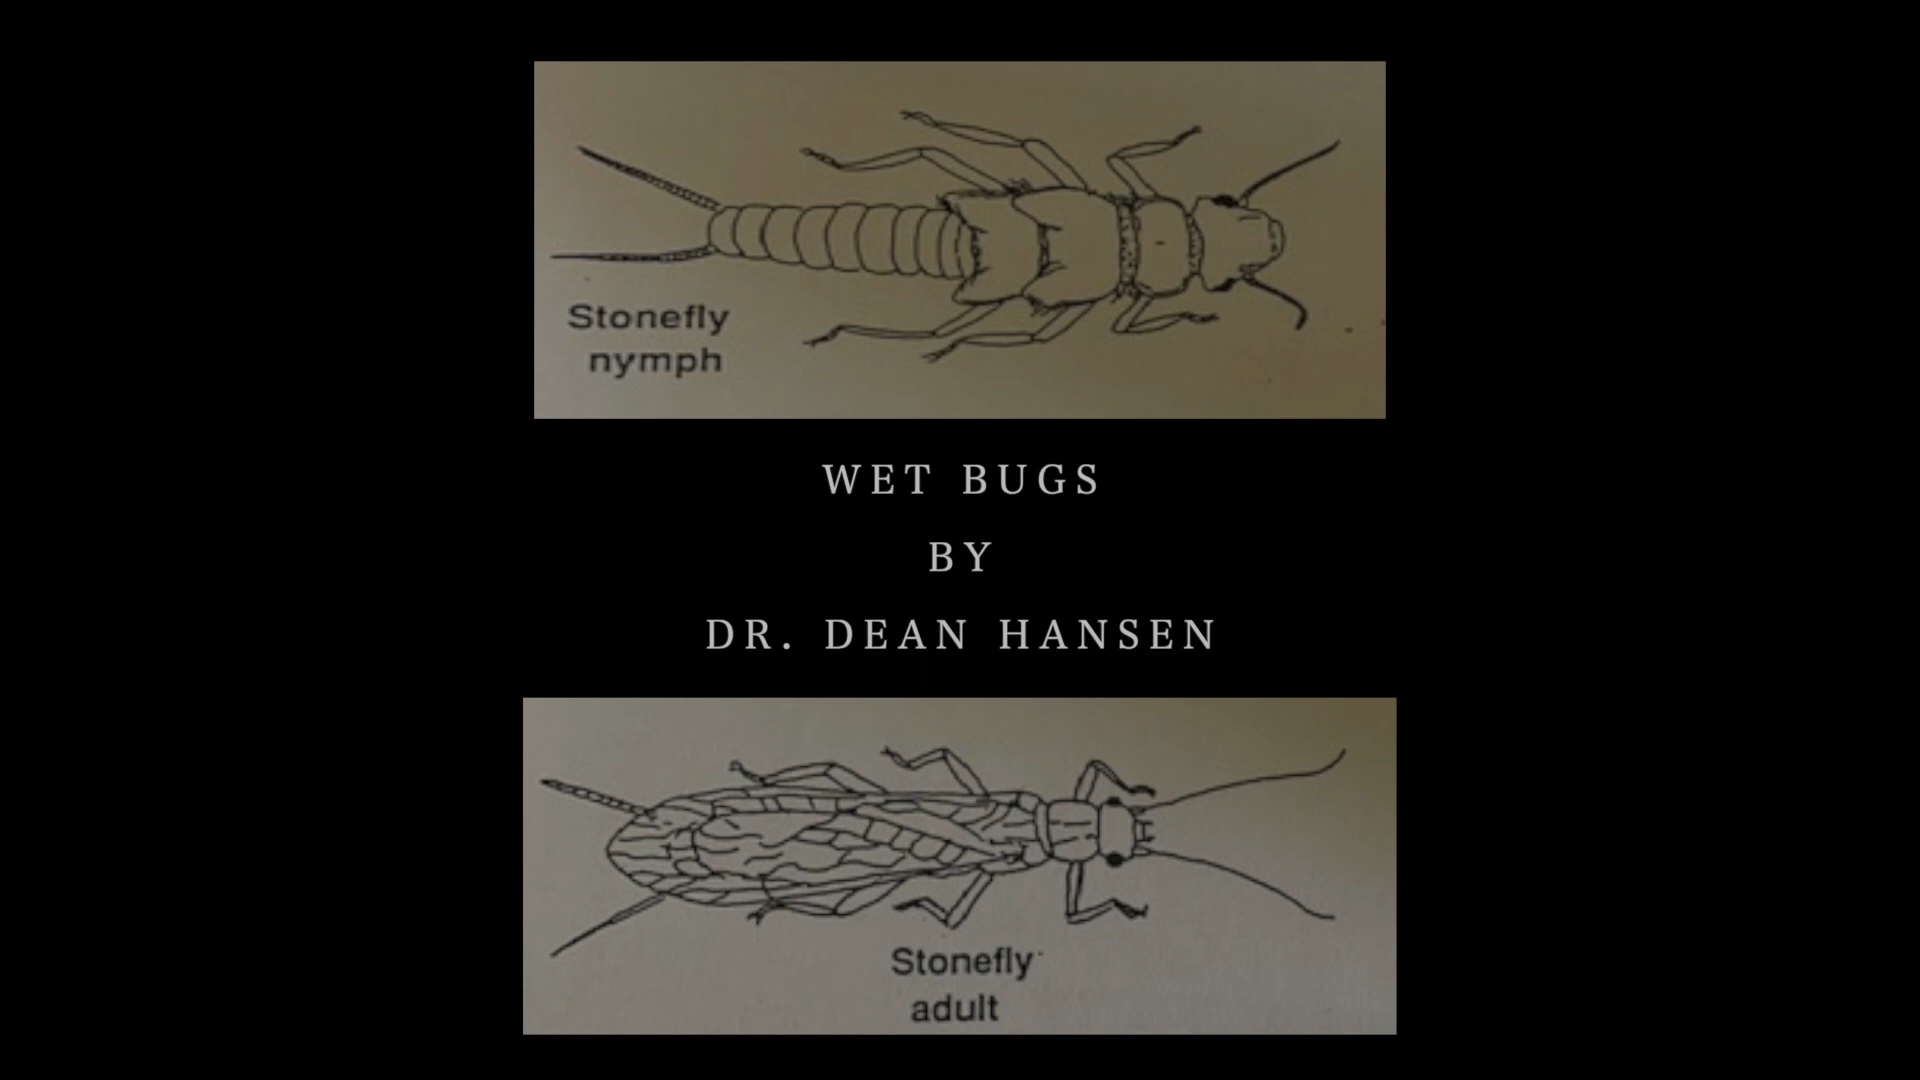 Stonefly
nymph
WET BUGS
BY
DR. DEAN HANSEN
Stonefly
adult